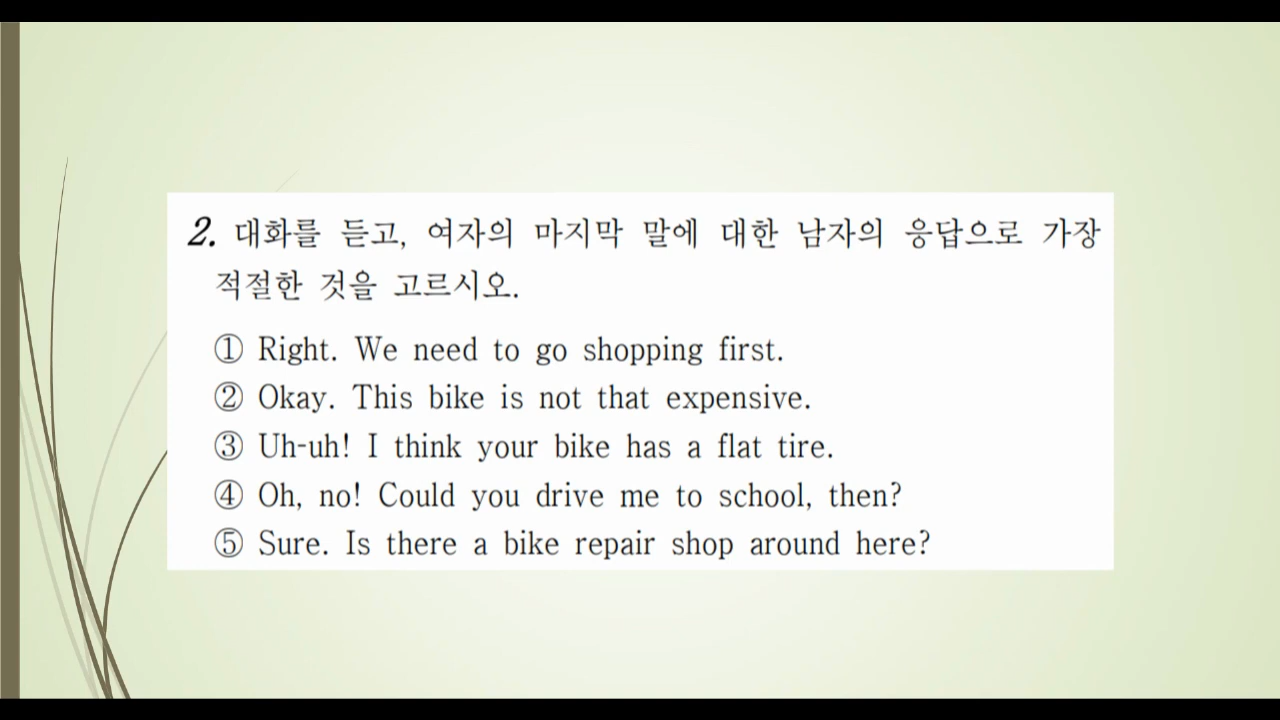 2. 대화를 듣고, 여자의 마지막 말에 대한 남자의 응답으로 가장
적절한 것을 고르시오.
① Right. We need to go shopping first.
② Okay. This bike is not that expensive.
③ Uh-uh! I think your bike has a flat tire.
④ Oh, no! Could you drive me to school, then?
⑤ Sure. Is there a bike repair shop around here?